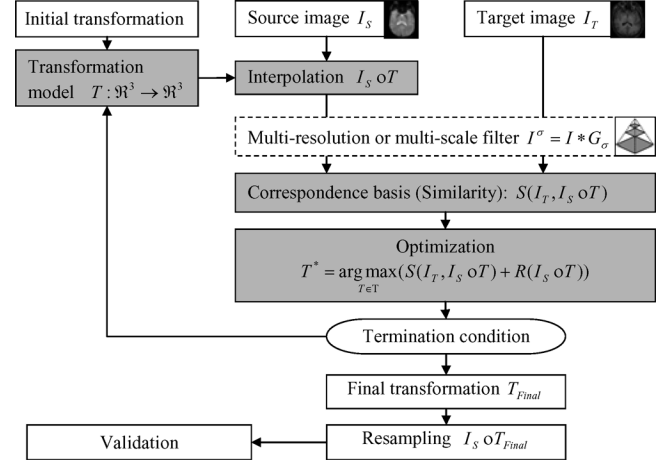 Initial transformation
Source image I_S
Target image I_T
Transformation
model T : ℜ³ → ℜ³
Interpolation I_S o T
Multi-resolution or multi-scale filter I^σ = I * G_σ
Correspondence basis (Similarity): S(I_T, I_S o T)
Optimization
T* = arg max(S(I_T, I_S o T) + R(I_S o T))
T∈T
Termination condition
Final transformation T_Final
Validation
Resampling I_S o T_Final